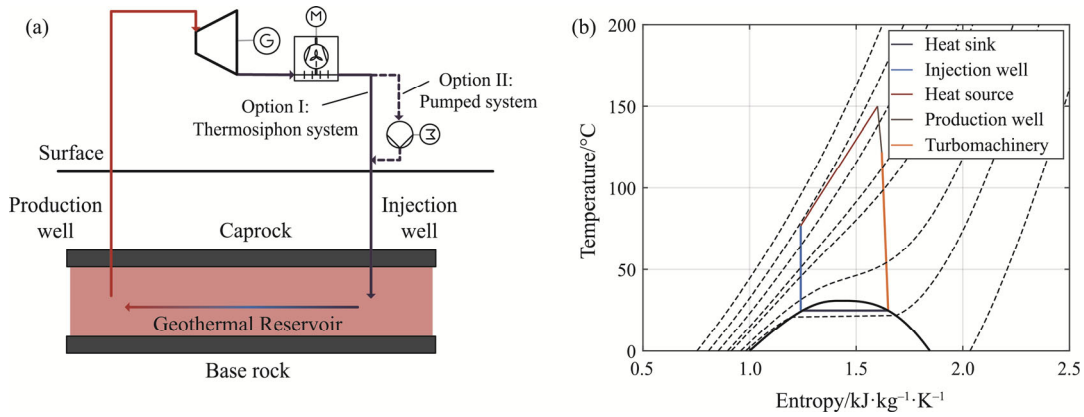 (a)
M
G
Option I:
Thermosiphon system
Option II:
Pumped system
M
Surface
Production
well
Injection
well
Caprock
Geothermal Reservoir
Base rock
(b)
Temperature/°C
200
150
100
50
0
0.5
1.0
1.5
2.0
2.5
Entropy/kJ·kg⁻¹·K⁻¹
Heat sink
Injection well
Heat source
Production well
Turbomachinery